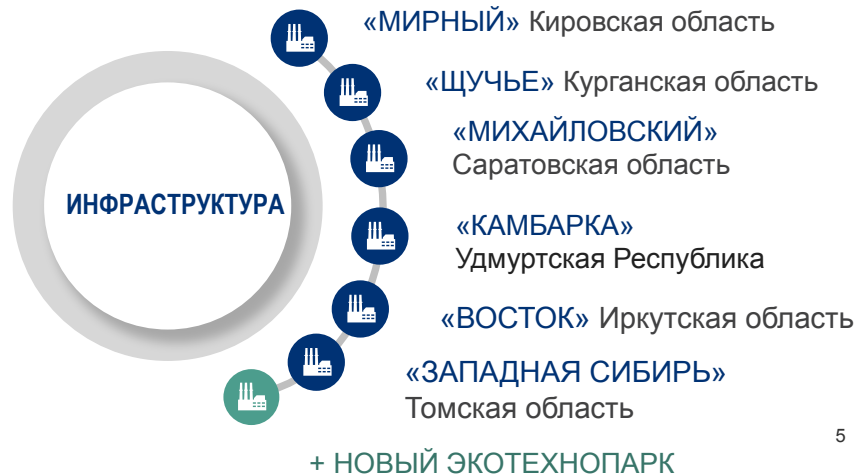 «МИРНЫЙ» Кировская область
«ЩУЧЬЕ» Курганская область
«МИХАЙЛОВСКИЙ»
Саратовская область
ИНФРАСТРУКТУРА
«КАМБАРКА»
Удмуртская Республика
«ВОСТОК» Иркутская область
«ЗАПАДНАЯ СИБИРЬ»
Томская область
5
+ НОВЫЙ ЭКОТЕХНОПАРК